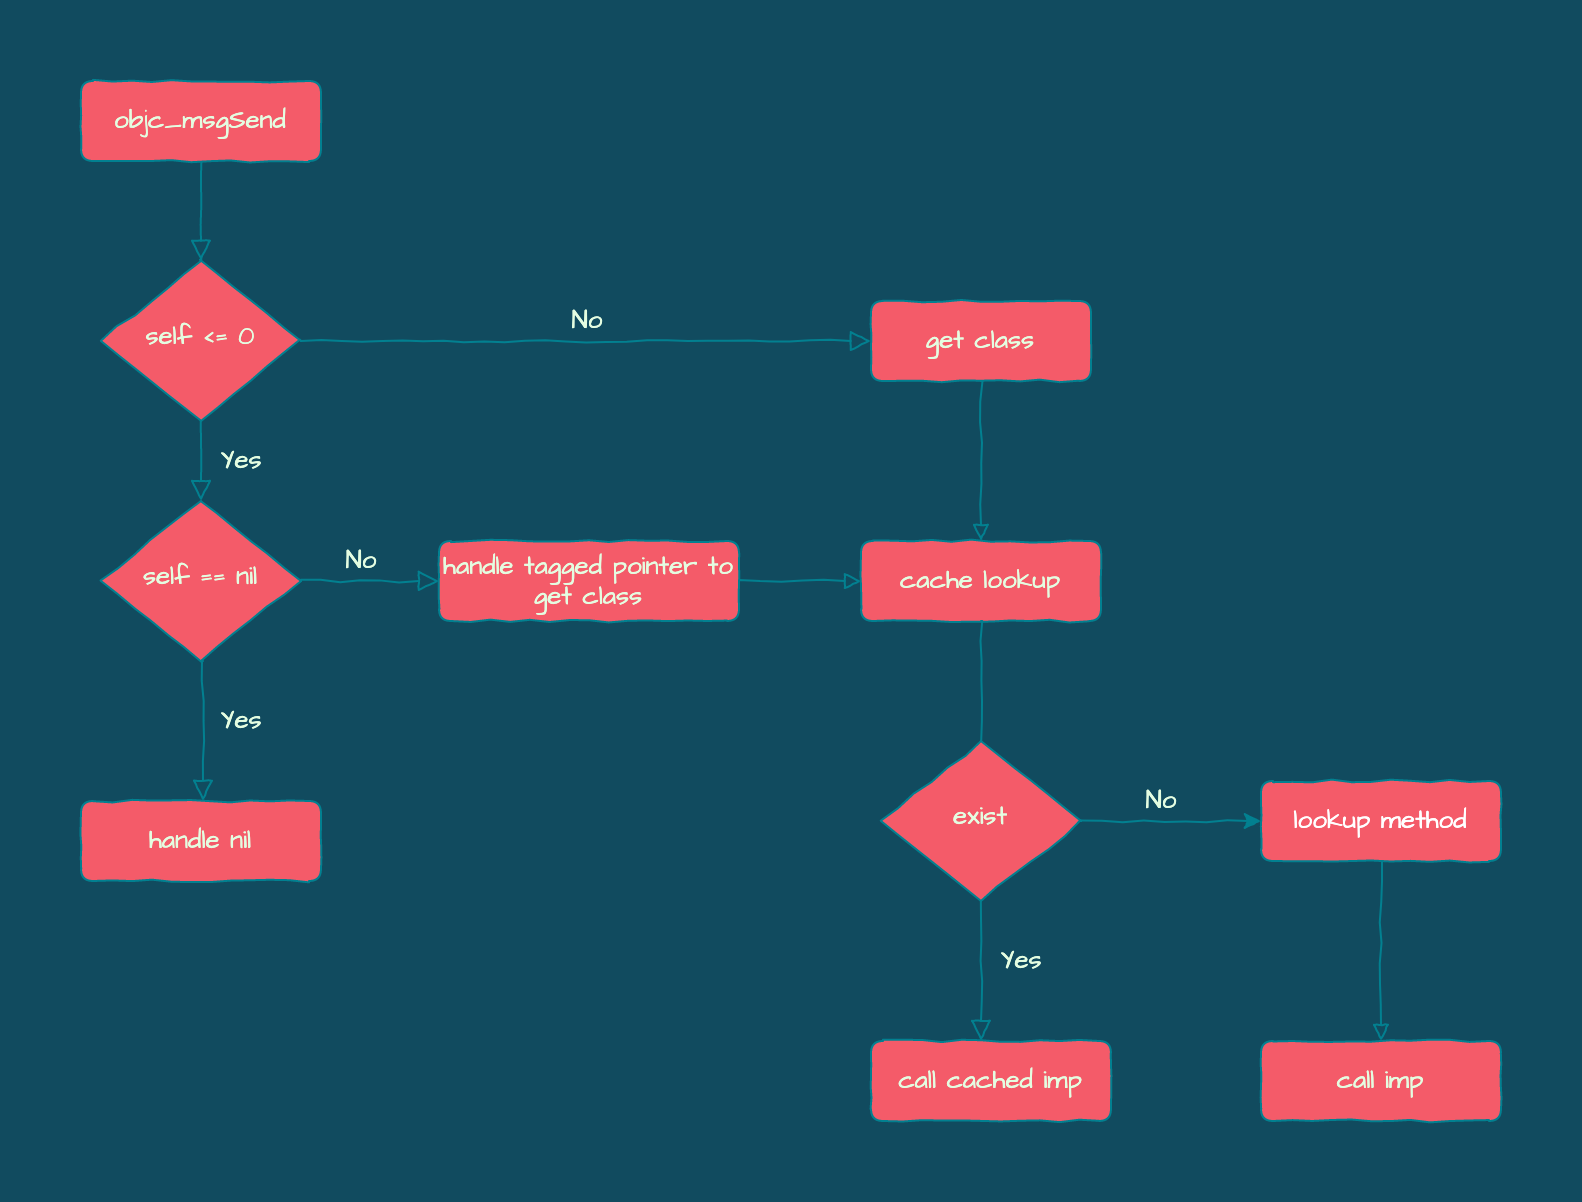 objc_msgSend
self <= 0
No
get class
Yes
self == nil
No
handle tagged pointer to
get class
cache lookup
Yes
handle nil
exist
No
lookup method
Yes
call cached imp
call imp